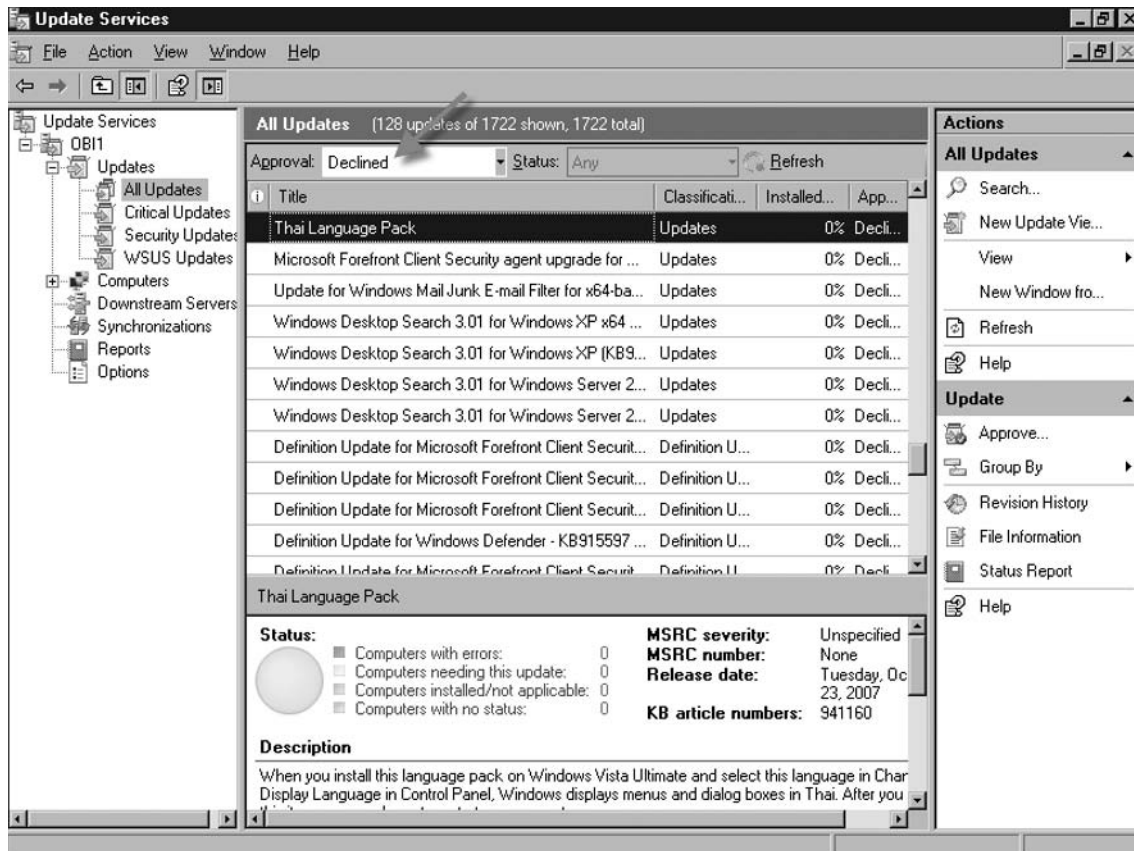 Update Services
File Action View Window Help
Update Services
OBI1
Updates
All Updates
Critical Updates
Security Updates
WSUS Updates
Computers
Downstream Servers
Synchronizations
Reports
Options
All Updates (128 updates of 1722 shown, 1722 total)
Approval: Declined Status: Any Refresh
Title Classificati... Installed... App...
Thai Language Pack Updates 0% Decli...
Microsoft Forefront Client Security agent upgrade for ... Updates 0% Decli...
Update for Windows Mail Junk E-mail Filter for x64-ba... Updates 0% Decli...
Windows Desktop Search 3.01 for Windows XP x64 ... Updates 0% Decli...
Windows Desktop Search 3.01 for Windows XP (KB9... Updates 0% Decli...
Windows Desktop Search 3.01 for Windows Server 2... Updates 0% Decli...
Windows Desktop Search 3.01 for Windows Server 2... Updates 0% Decli...
Definition Update for Microsoft Forefront Client Securit... Definition U... 0% Decli...
Definition Update for Microsoft Forefront Client Securit... Definition U... 0% Decli...
Definition Update for Microsoft Forefront Client Securit... Definition U... 0% Decli...
Definition Update for Windows Defender - KB915597 ... Definition U... 0% Decli...
Definition Update for Microsoft Forefront Client Securit Definition U 0% Decli
Thai Language Pack
Status:
Computers with errors: 0
Computers needing this update: 0
Computers installed/not applicable: 0
Computers with no status: 0
MSRC severity: Unspecified
MSRC number: None
Release date: Tuesday, Oc
23, 2007
KB article numbers: 941160
Description
When you install this language pack on Windows Vista Ultimate and select this language in Char
Display Language in Control Panel, Windows displays menus and dialog boxes in Thai. After you
Actions
All Updates
Search...
New Update Vie...
View
New Window fro...
Refresh
Help
Update
Approve...
Group By
Revision History
File Information
Status Report
Help